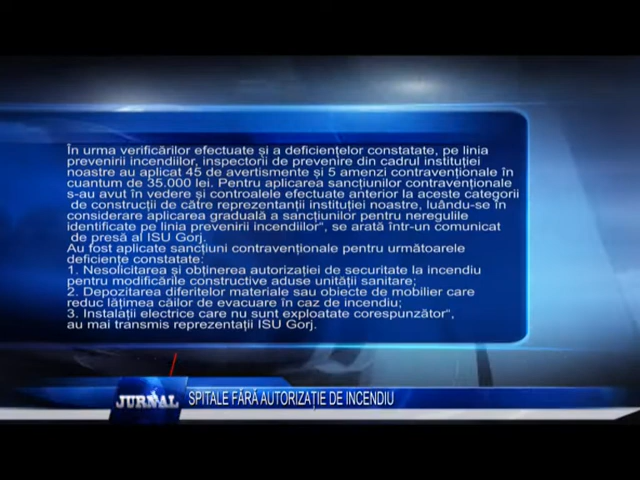 În urma verificărilor efectuate și a deficiențelor constatate, pe linia
prevenirii incendiilor, inspectorii de prevenire din cadrul instituției
noastre au aplicat 45 de avertismente și 5 amenzi contravenționale în
cuantum de 35.000 lei. Pentru aplicarea sancțiunilor contravenționale
s-au avut în vedere și controalele efectuate anterior la aceste categorii
de construcții de către reprezentanții instituției noastre, luându-se în
considerare aplicarea graduală a sancțiunilor pentru neregulile
identificate pe linia prevenirii incendiilor“, se arată într-un comunicat
de presă al ISU Gorj.
Au fost aplicate sancțiuni contravenționale pentru următoarele
deficiențe constatate:
1. Nesolicitarea și obținerea autorizației de securitate la incendiu
pentru modificările constructive aduse unității sanitare;
2. Depozitarea diferitelor materiale sau obiecte de mobilier care
reduc lățimea căilor de evacuare în caz de incendiu;
3. Instalații electrice care nu sunt exploatate corespunzător“,
au mai transmis reprezentații ISU Gorj.
JURNAL
SPITALE FĂRĂ AUTORIZAȚIE DE INCENDIU